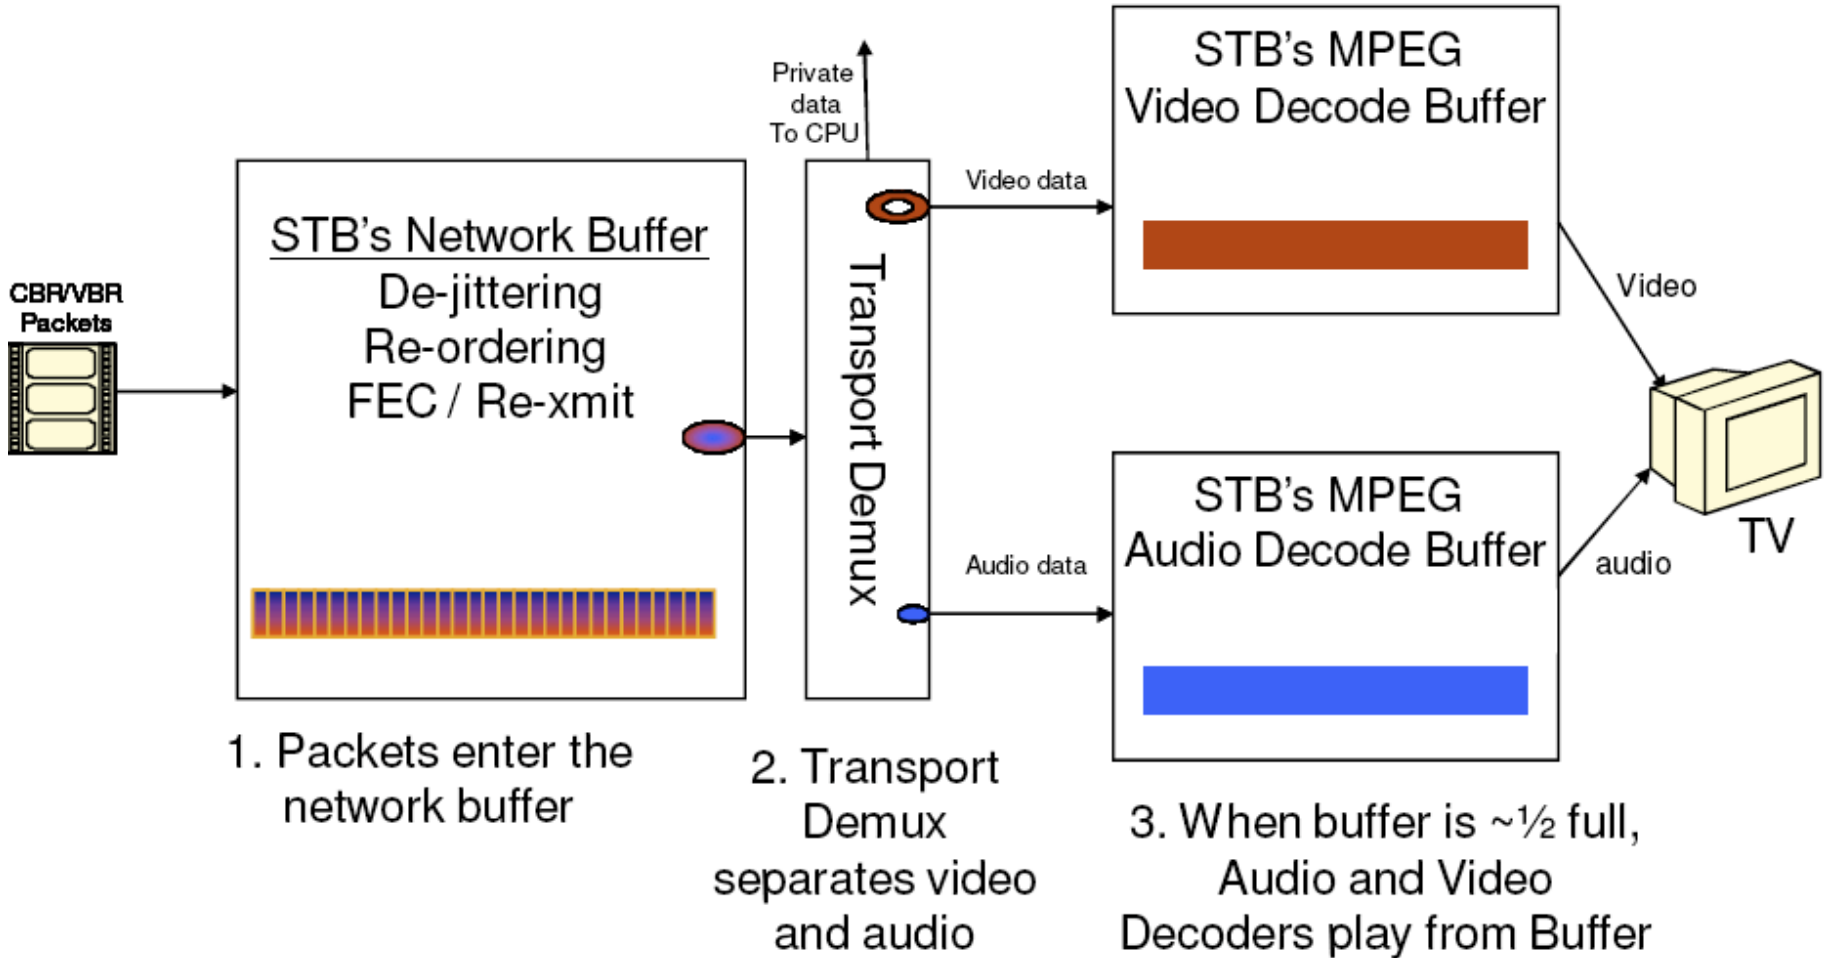 CBR/VBR
Packets
STB's Network Buffer
De-jittering
Re-ordering
FEC / Re-xmit
1. Packets enter the
network buffer
Private
data
To CPU
Transport Demux
2. Transport
Demux
separates video
and audio
Video data
Audio data
STB's MPEG
Video Decode Buffer
STB's MPEG
Audio Decode Buffer
3. When buffer is ~½ full,
Audio and Video
Decoders play from Buffer
Video
audio
TV